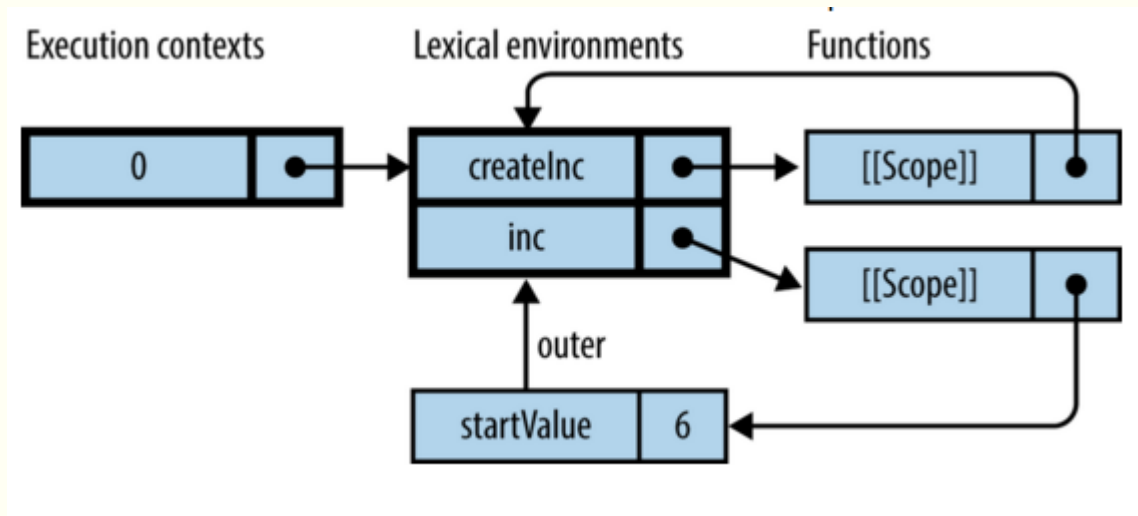 Execution contexts Lexical environments Functions
0 createInc [[Scope]]
inc [[Scope]]
outer
startValue 6